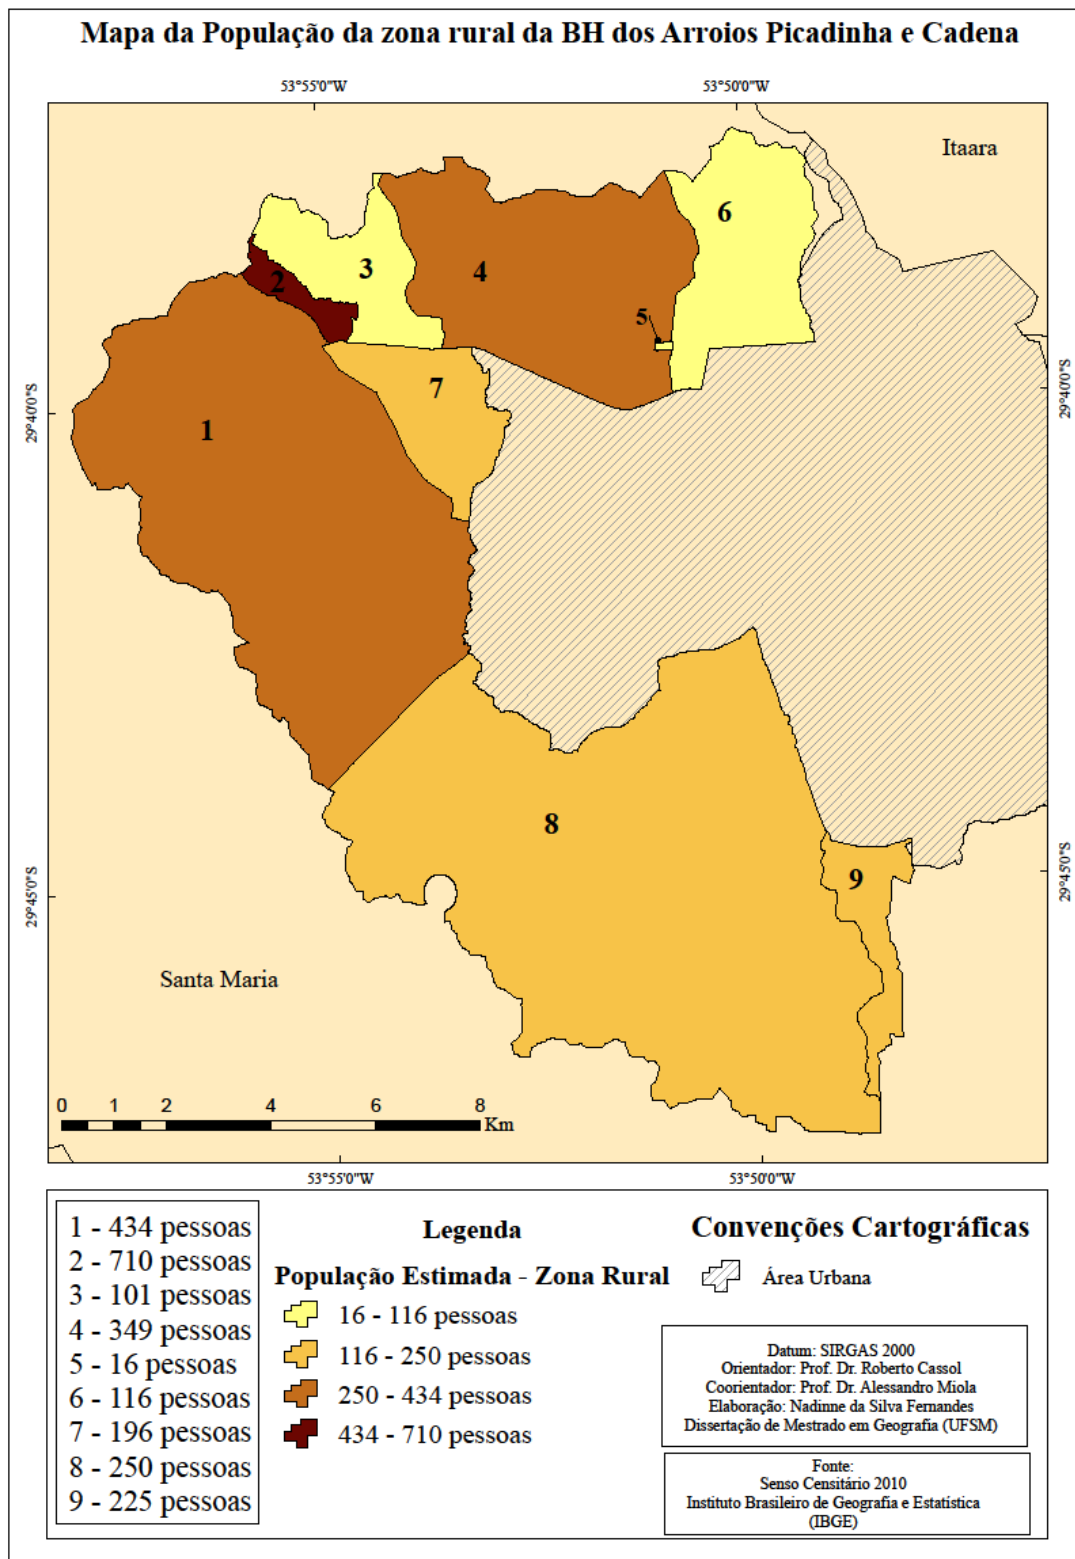 Mapa da População da zona rural da BH dos Arroios Picadinha e Cadena
53°55'0"W
53°50'0"W
Itaara
6
3
2
4
5
7
29°40'0"S
29°40'0"S
1
8
9
29°45'0"S
29°45'0"S
Santa Maria
0 1 2 4 6 8
Km
53°55'0"W
53°50'0"W
1 - 434 pessoas
2 - 710 pessoas
3 - 101 pessoas
4 - 349 pessoas
5 - 16 pessoas
6 - 116 pessoas
7 - 196 pessoas
8 - 250 pessoas
9 - 225 pessoas
Legenda
População Estimada - Zona Rural
16 - 116 pessoas
116 - 250 pessoas
250 - 434 pessoas
434 - 710 pessoas
Convenções Cartográficas
Área Urbana
Datum: SIRGAS 2000
Orientador: Prof. Dr. Roberto Cassol
Coorientador: Prof. Dr. Alessandro Miola
Elaboração: Nadinne da Silva Fernandes
Dissertação de Mestrado em Geografia (UFSM)
Fonte:
Senso Censitário 2010
Instituto Brasileiro de Geografia e Estatística
(IBGE)